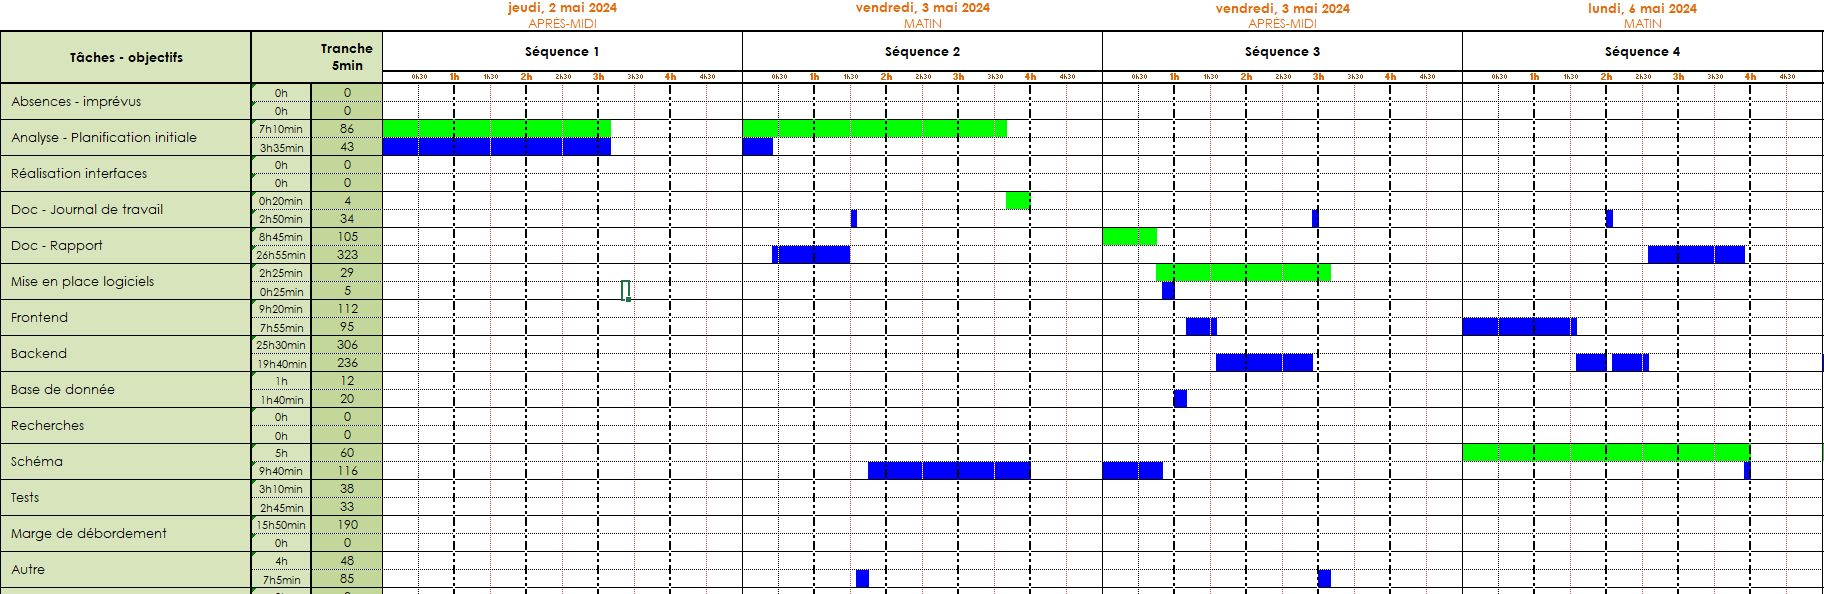 jeudi, 2 mai 2024 vendredi, 3 mai 2024 vendredi, 3 mai 2024 lundi, 6 mai 2024
APRÈS-MIDI MATIN APRÈS-MIDI MATIN
Tâches - objectifs Tranche 5min Séquence 1 Séquence 2 Séquence 3 Séquence 4
0h30 1h 1h30 2h 2h30 3h 3h30 4h 4h30 0h30 1h 1h30 2h 2h30 3h 3h30 4h 4h30 0h30 1h 1h30 2h 2h30 3h 3h30 4h 4h30 0h30 1h 1h30 2h 2h30 3h 3h30 4h 4h30
Absences - imprévus 0h 0
0h 0
Analyse - Planification initiale 7h10min 86
3h35min 43
Réalisation interfaces 0h 0
0h 0
Doc - Journal de travail 0h20min 4
2h50min 34
Doc - Rapport 8h45min 105
26h55min 323
Mise en place logiciels 2h25min 29
0h25min 5
Frontend 9h20min 112
7h55min 95
Backend 25h30min 306
19h40min 236
Base de donnée 1h 12
1h40min 20
Recherches 0h 0
0h 0
Schéma 5h 60
9h40min 116
Tests 3h10min 38
2h45min 33
Marge de débordement 15h50min 190
0h 0
Autre 4h 48
7h5min 85